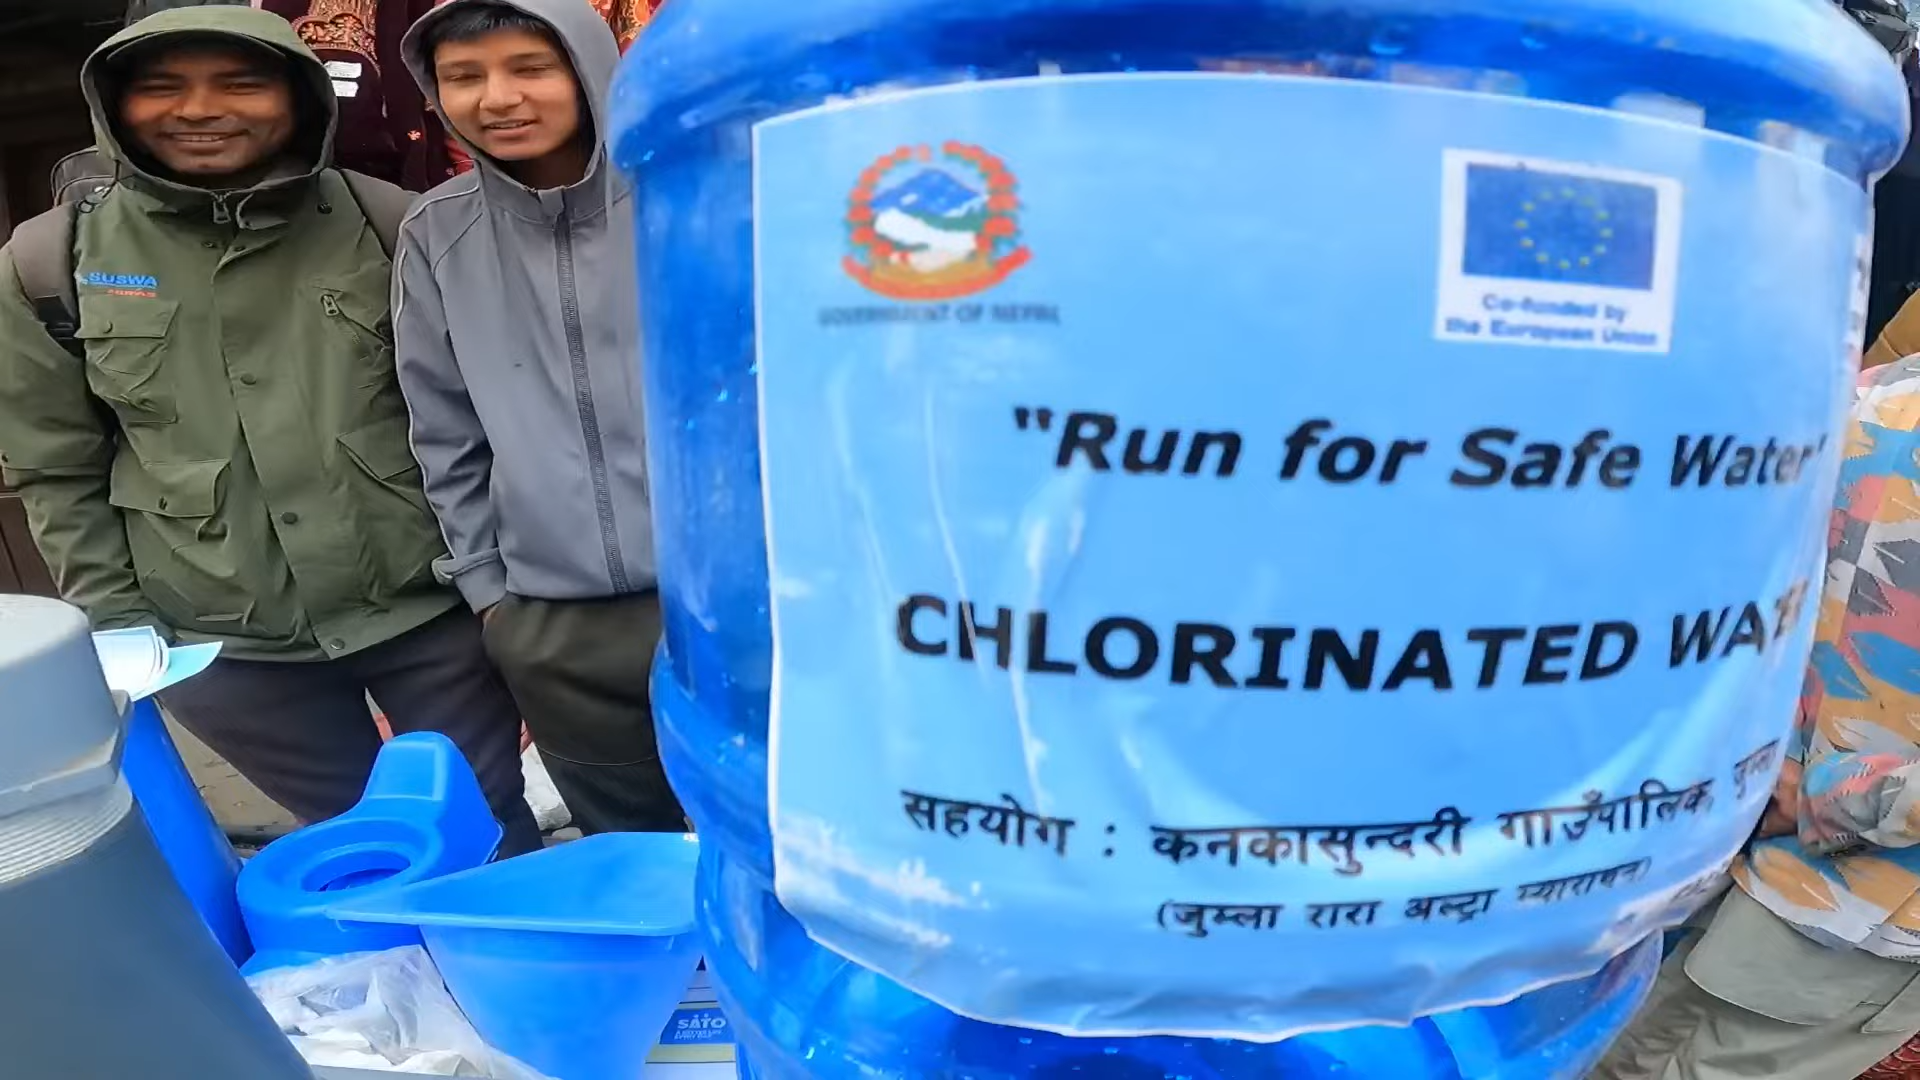 SUSWA
GOVERNMENT OF NEPAL
Co-funded by
the European Union
"Run for Safe Water"
CHLORINATED
सहयोग : कनकासुन्दरी गाउँपालिका, जुम्ला
(जुम्ला रारा अल्ट्रा म्याराथन)
SATO